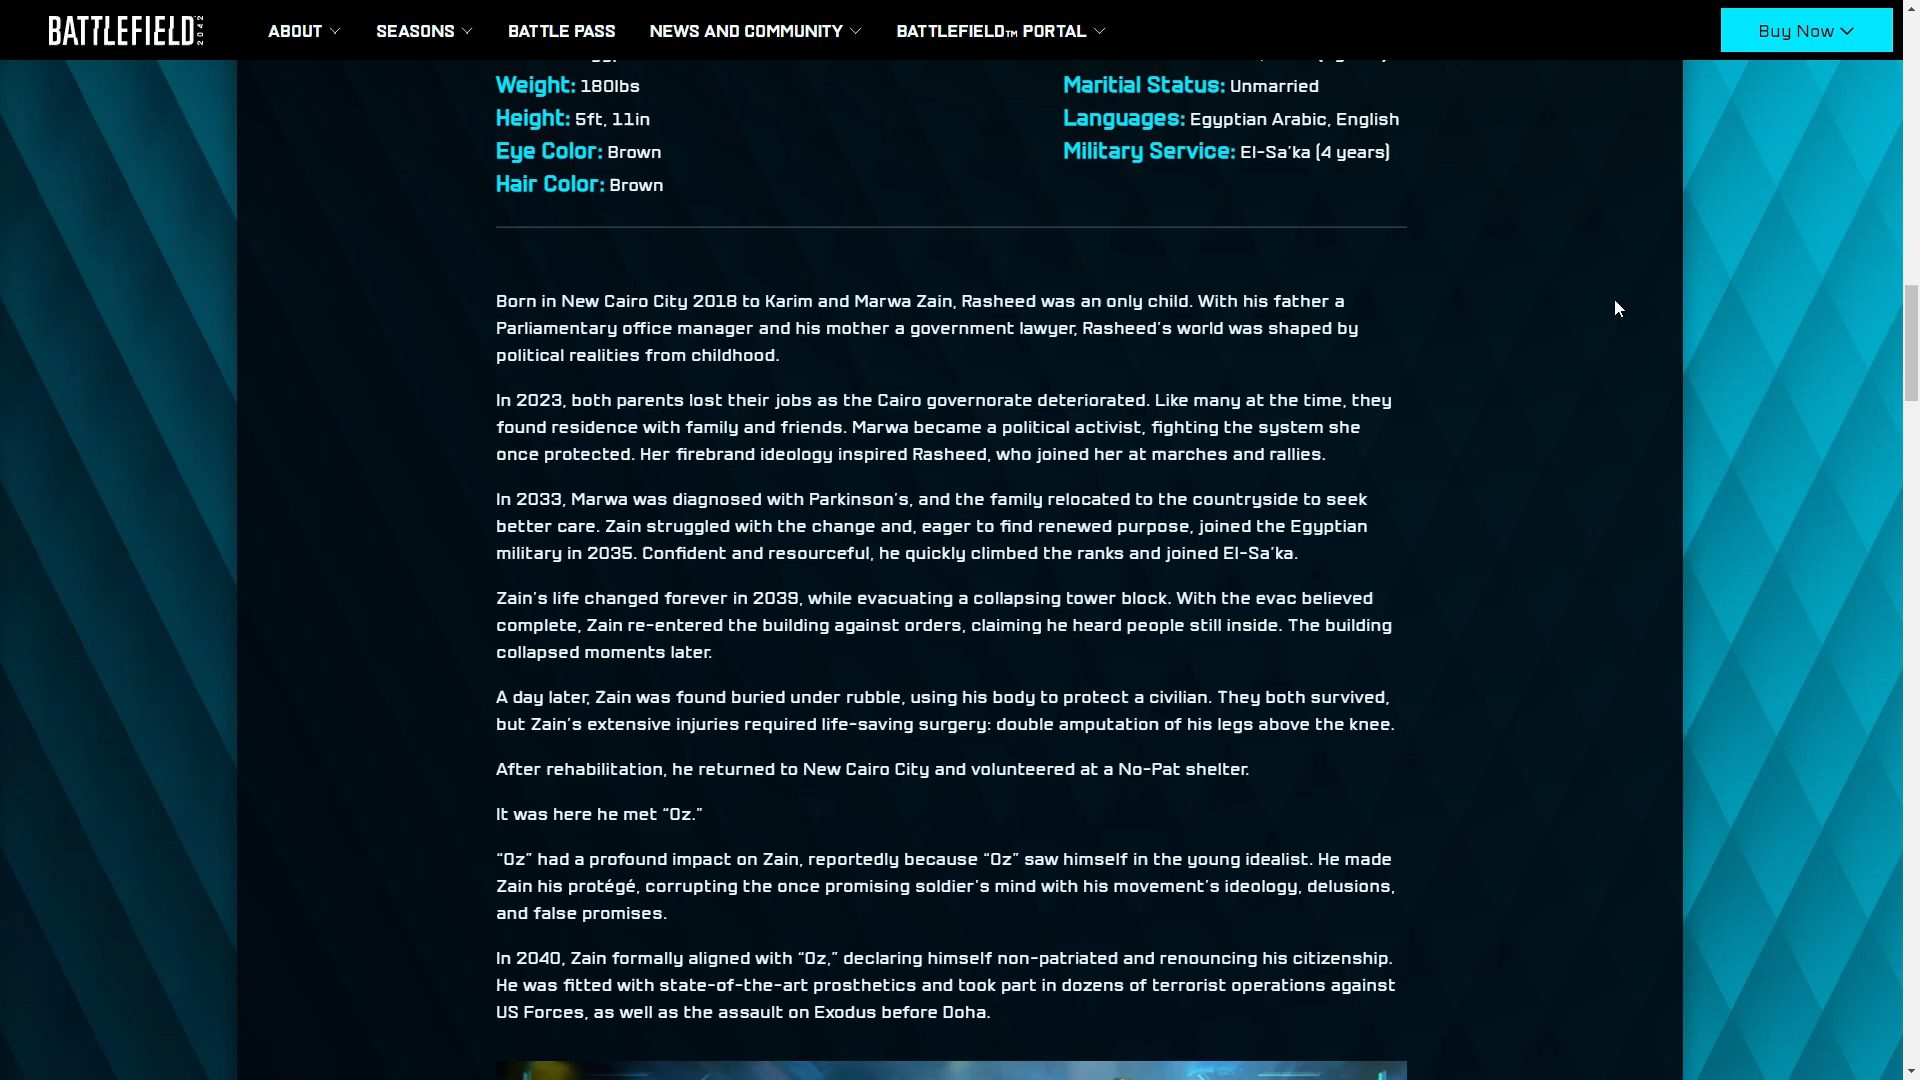 BATTLEFIELD 2042
ABOUT
SEASONS
BATTLE PASS
NEWS AND COMMUNITY
BATTLEFIELD™ PORTAL
Buy Now
Weight: 180lbs
Height: 5ft, 11in
Eye Color: Brown
Hair Color: Brown
Maritial Status: Unmarried
Languages: Egyptian Arabic, English
Military Service: El-Sa'ka (4 years)
Born in New Cairo City 2018 to Karim and Marwa Zain, Rasheed was an only child. With his father a
Parliamentary office manager and his mother a government lawyer, Rasheed's world was shaped by
political realities from childhood.
In 2023, both parents lost their jobs as the Cairo governorate deteriorated. Like many at the time, they
found residence with family and friends. Marwa became a political activist, fighting the system she
once protected. Her firebrand ideology inspired Rasheed, who joined her at marches and rallies.
In 2033, Marwa was diagnosed with Parkinson's, and the family relocated to the countryside to seek
better care. Zain struggled with the change and, eager to find renewed purpose, joined the Egyptian
military in 2035. Confident and resourceful, he quickly climbed the ranks and joined El-Sa'ka.
Zain's life changed forever in 2039, while evacuating a collapsing tower block. With the evac believed
complete, Zain re-entered the building against orders, claiming he heard people still inside. The building
collapsed moments later.
A day later, Zain was found buried under rubble, using his body to protect a civilian. They both survived,
but Zain's extensive injuries required life-saving surgery: double amputation of his legs above the knee.
After rehabilitation, he returned to New Cairo City and volunteered at a No-Pat shelter.
It was here he met “Oz.”
“Oz” had a profound impact on Zain, reportedly because “Oz” saw himself in the young idealist. He made
Zain his protégé, corrupting the once promising soldier's mind with his movement's ideology, delusions,
and false promises.
In 2040, Zain formally aligned with “Oz,” declaring himself non-patriated and renouncing his citizenship.
He was fitted with state-of-the-art prosthetics and took part in dozens of terrorist operations against
US Forces, as well as the assault on Exodus before Doha.